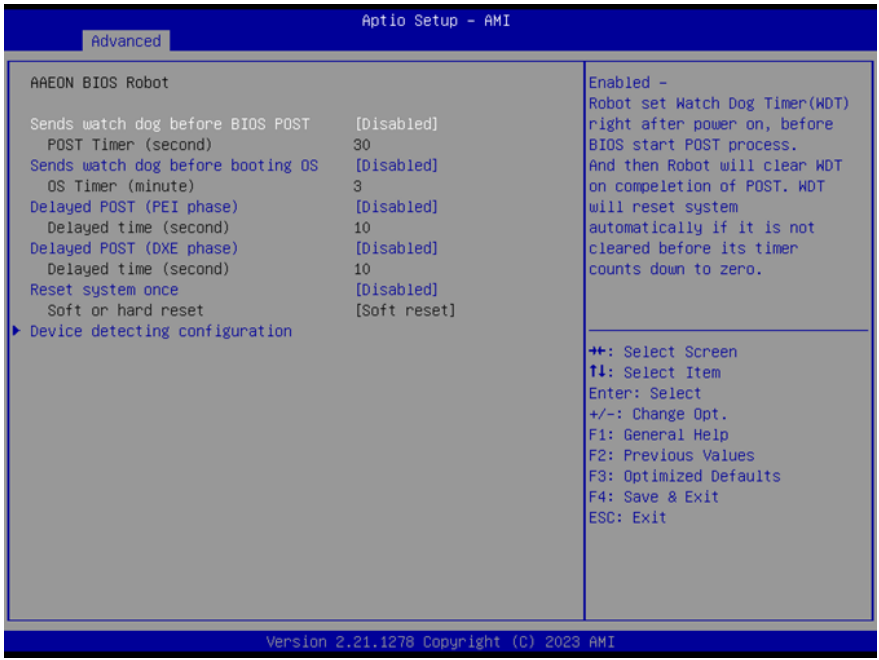 Aptio Setup – AMI
Advanced
AAEON BIOS Robot
Sends watch dog before BIOS POST [Disabled]
POST Timer (second) 30
Sends watch dog before booting OS [Disabled]
OS Timer (minute) 3
Delayed POST (PEI phase) [Disabled]
Delayed time (second) 10
Delayed POST (DXE phase) [Disabled]
Delayed time (second) 10
Reset system once [Disabled]
Soft or hard reset [Soft reset]
Device detecting configuration
Enabled –
Robot set Watch Dog Timer(WDT)
right after power on, before
BIOS start POST process.
And then Robot will clear WDT
on compeletion of POST. WDT
will reset system
automatically if it is not
cleared before its timer
counts down to zero.
→←: Select Screen
↑↓: Select Item
Enter: Select
+/-: Change Opt.
F1: General Help
F2: Previous Values
F3: Optimized Defaults
F4: Save & Exit
ESC: Exit
Version 2.21.1278 Copyright (C) 2023 AMI